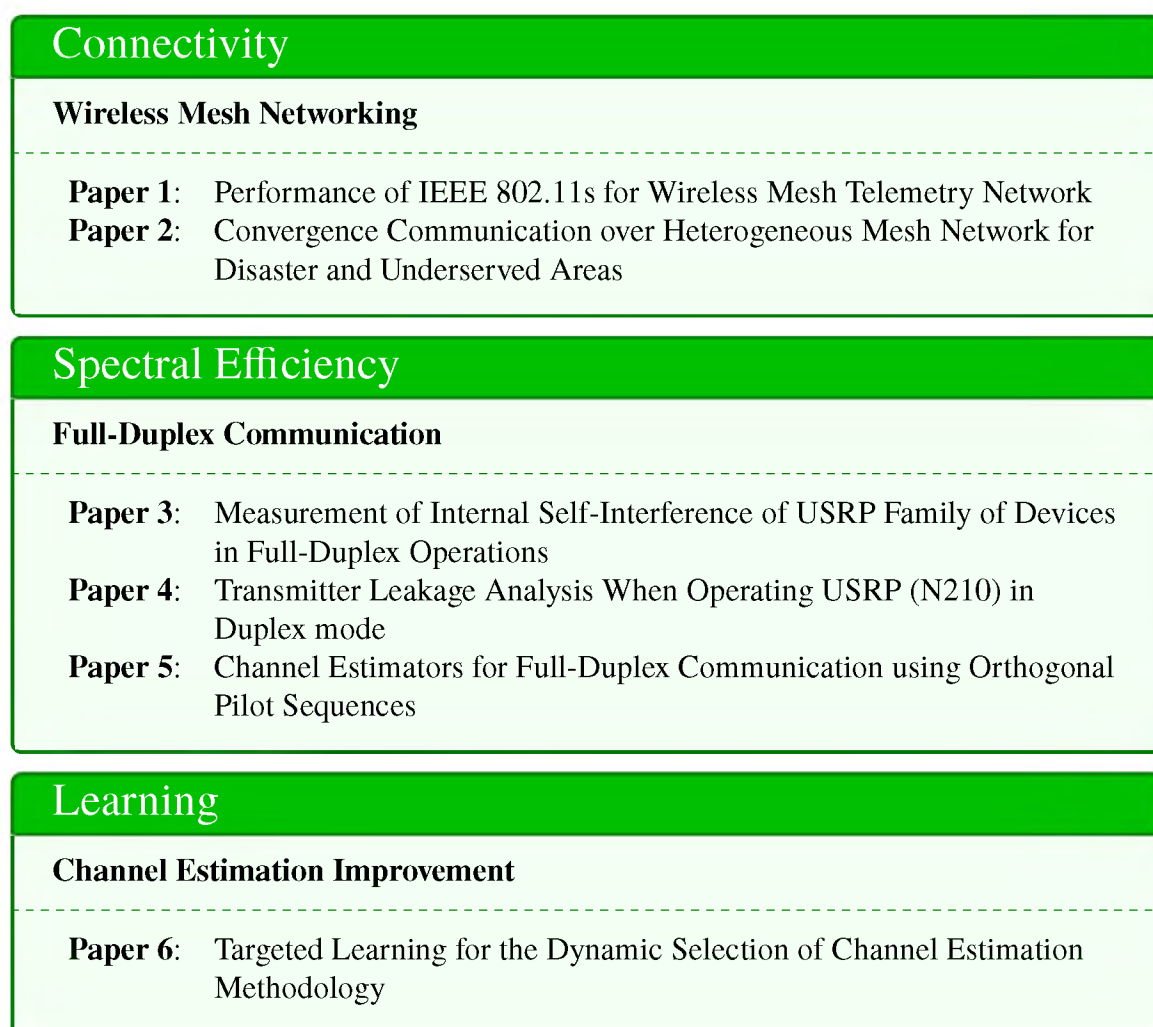 Connectivity
Wireless Mesh Networking
Paper 1: Performance of IEEE 802.11s for Wireless Mesh Telemetry Network
Paper 2: Convergence Communication over Heterogeneous Mesh Network for
Disaster and Underserved Areas
Spectral Efficiency
Full-Duplex Communication
Paper 3: Measurement of Internal Self-Interference of USRP Family of Devices
in Full-Duplex Operations
Paper 4: Transmitter Leakage Analysis When Operating USRP (N210) in
Duplex mode
Paper 5: Channel Estimators for Full-Duplex Communication using Orthogonal
Pilot Sequences
Learning
Channel Estimation Improvement
Paper 6: Targeted Learning for the Dynamic Selection of Channel Estimation
Methodology